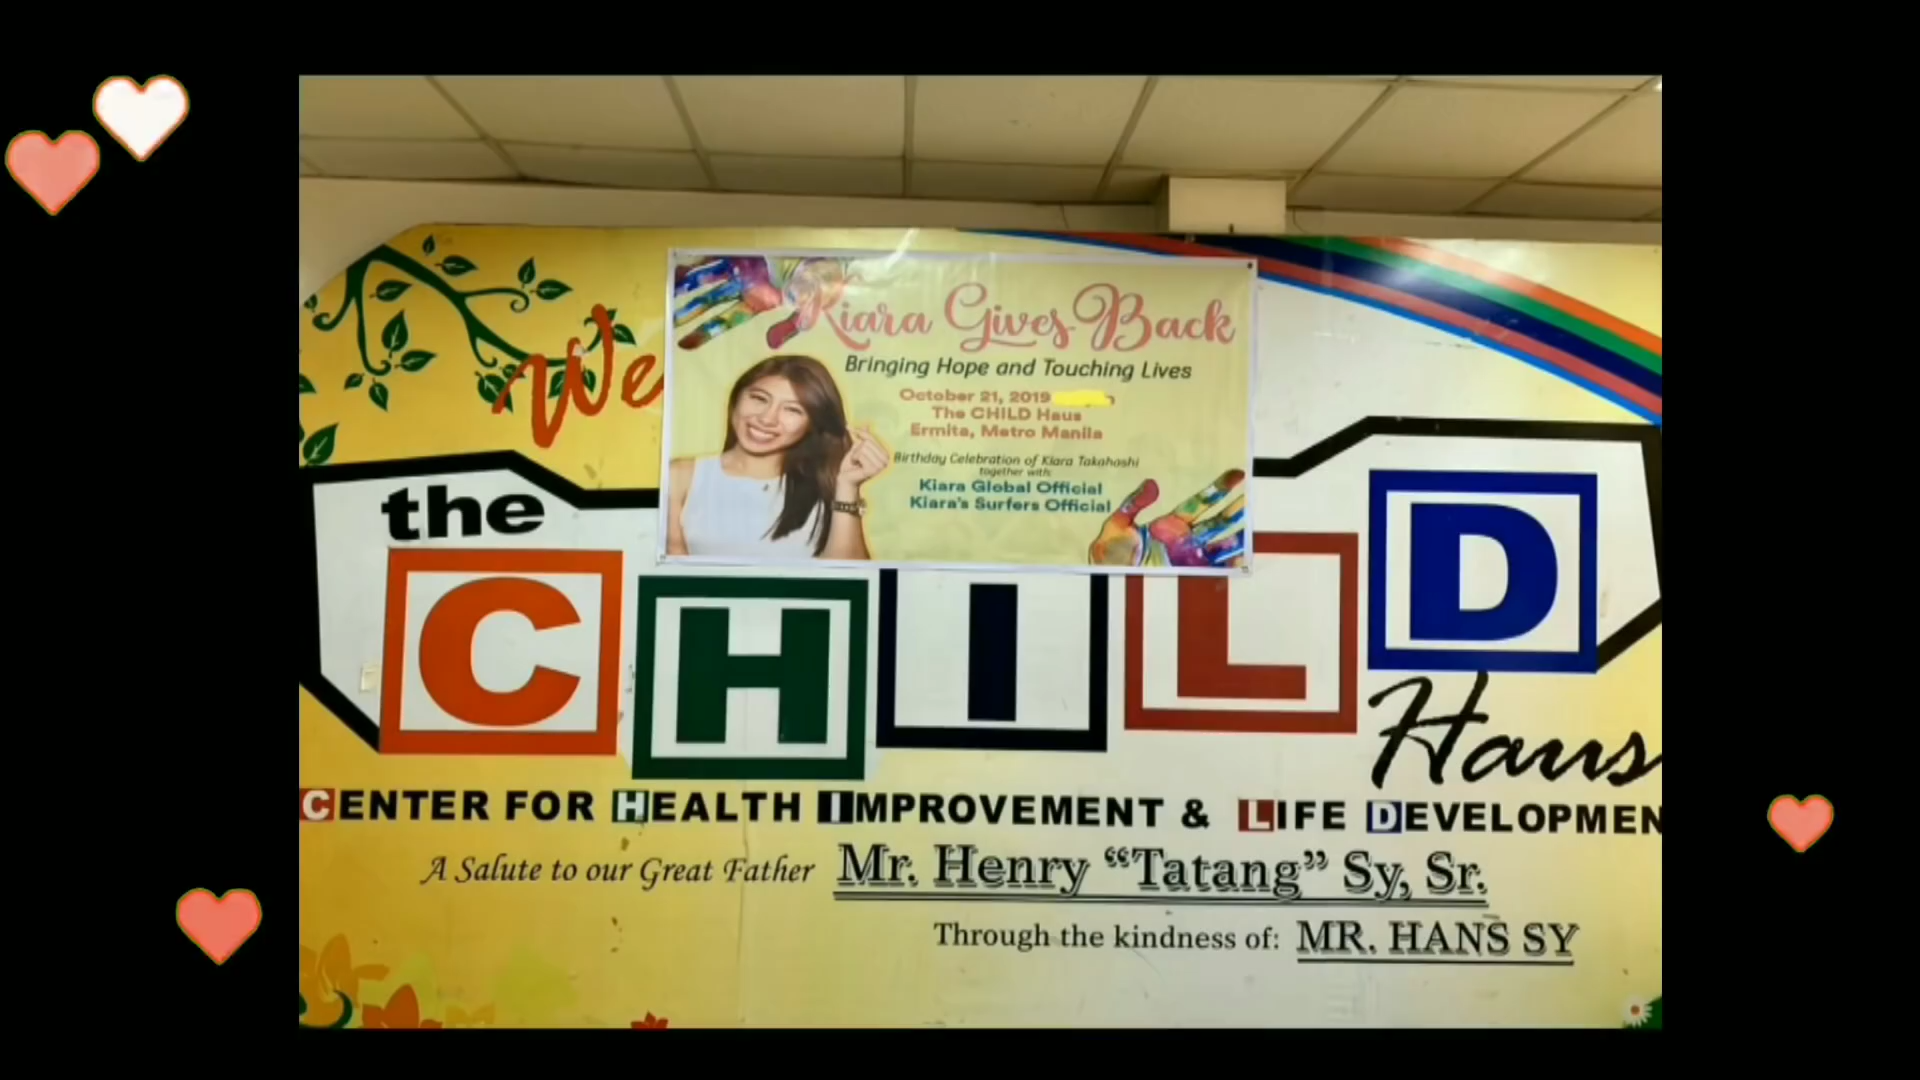 We
Kiara Gives Back
Bringing Hope and Touching Lives
October 21, 2019
The CHILD Haus
Ermita, Metro Manila
Birthday Celebration of Kiara Takahashi
together with:
Kiara Global Official
Kiara's Surfers Official
the
CHILD
Haus
CENTER FOR HEALTH IMPROVEMENT & LIFE DEVELOPMEN
A Salute to our Great Father Mr. Henry “Tatang” Sy, Sr.
Through the kindness of: MR. HANS SY